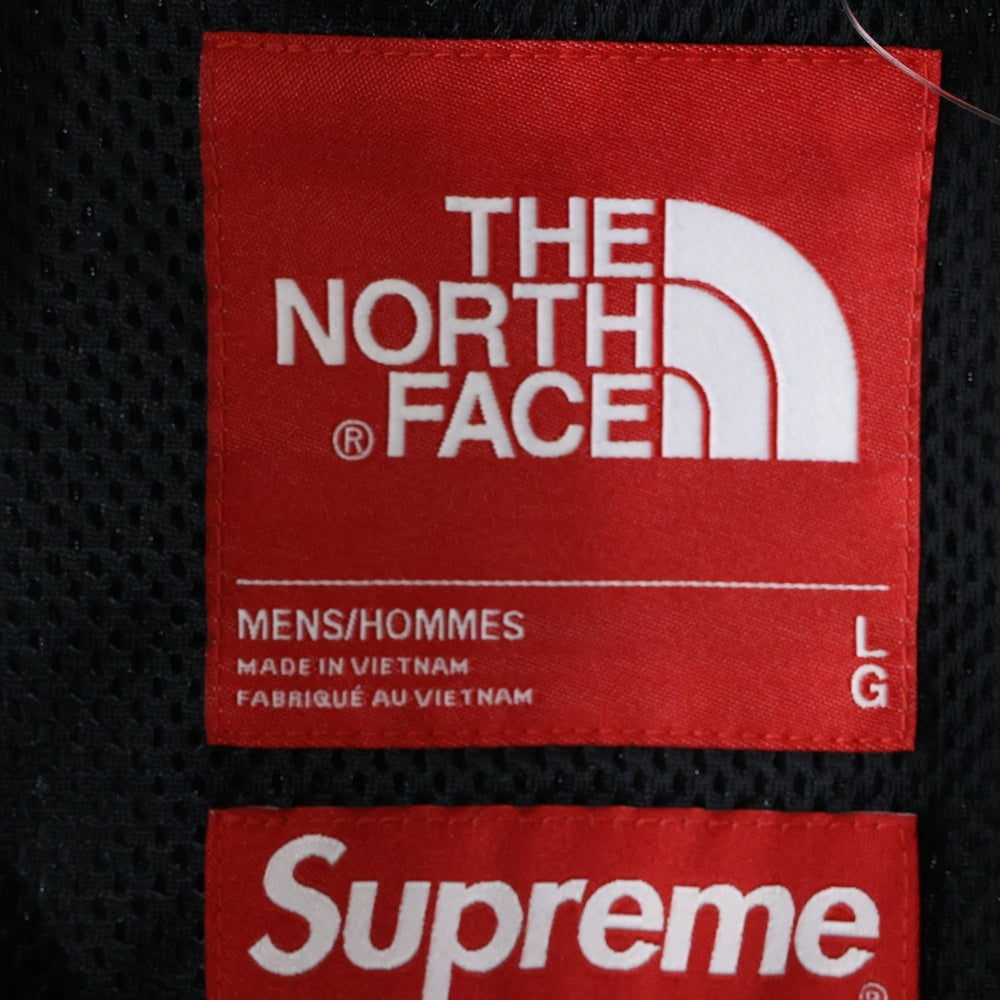 THE
NORTH
® FACE
MENS/HOMMES
MADE IN VIETNAM
FABRIQUÉ AU VIETNAM
L
G
Supreme
®